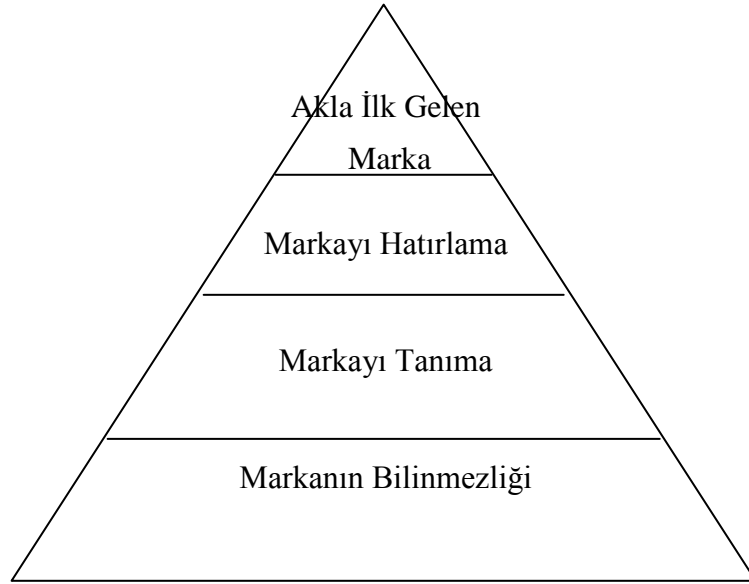 Akla İlk Gelen
Marka
Markayı Hatırlama
Markayı Tanıma
Markanın Bilinmezliği